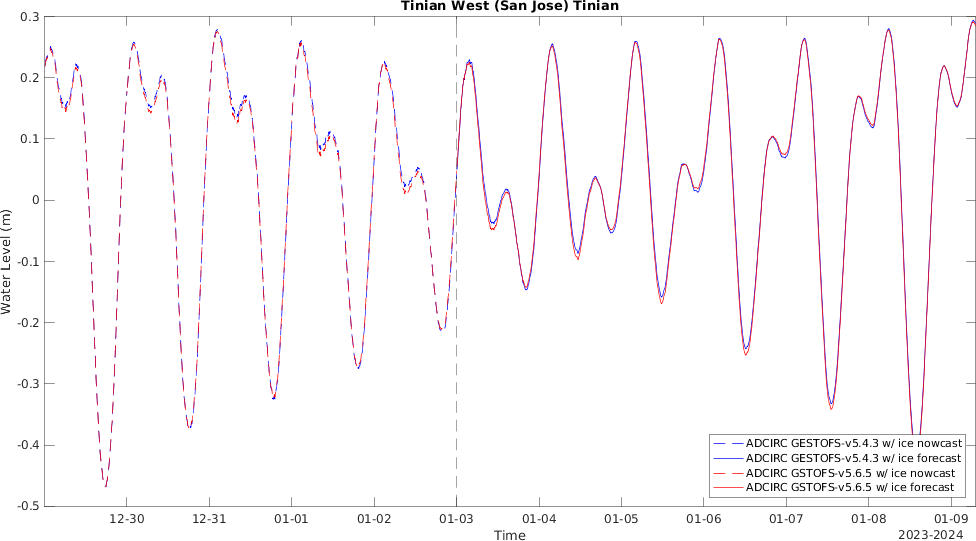 Tinian West (San Jose) Tinian
Water Level (m)
0.3
0.2
0.1
0
-0.1
-0.2
-0.3
-0.4
-0.5
ADCIRC GESTOFS-v5.4.3 w/ ice nowcast
ADCIRC GESTOFS-v5.4.3 w/ ice forecast
ADCIRC GSTOFS-v5.6.5 w/ ice nowcast
ADCIRC GSTOFS-v5.6.5 w/ ice forecast
12-30 12-31 01-01 01-02 01-03 01-04 01-05 01-06 01-07 01-08 01-09
Time
2023-2024